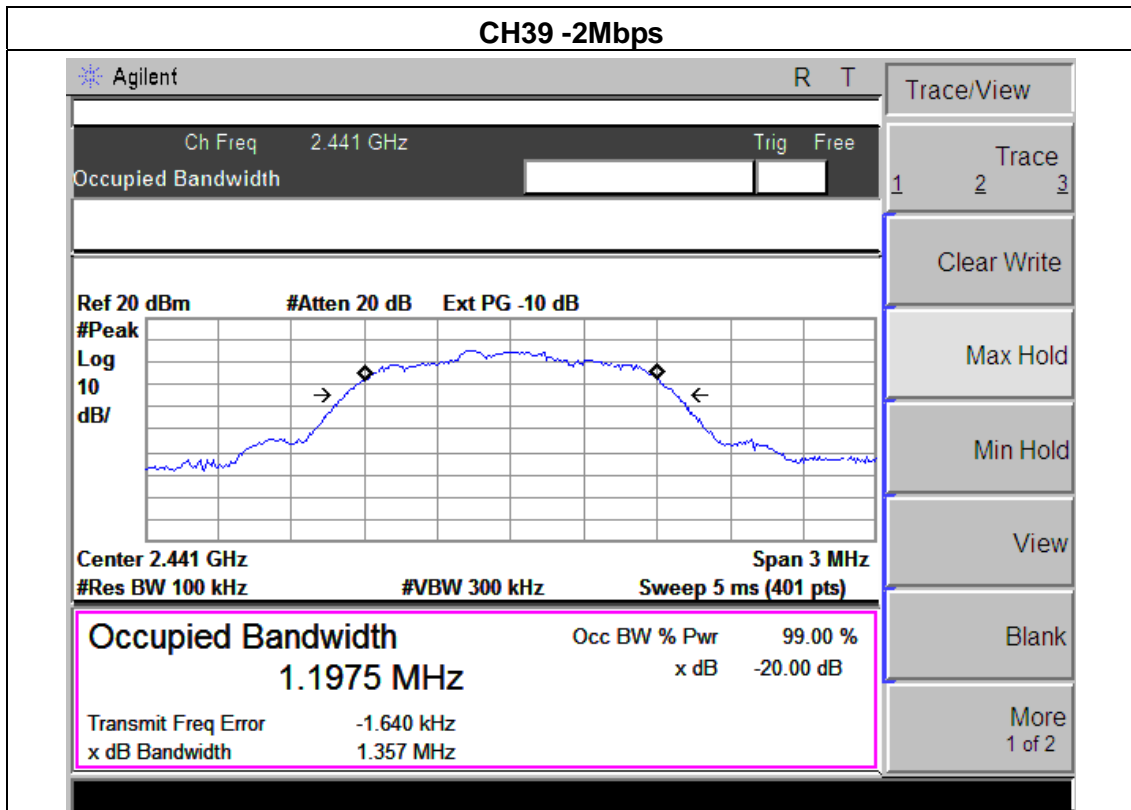 CH39 -2Mbps
Agilent R T
Ch Freq 2.441 GHz Trig Free
Occupied Bandwidth
Ref 20 dBm #Atten 20 dB Ext PG -10 dB
#Peak
Log
10
dB/
Center 2.441 GHz Span 3 MHz
#Res BW 100 kHz #VBW 300 kHz Sweep 5 ms (401 pts)
Occupied Bandwidth Occ BW % Pwr 99.00 %
1.1975 MHz x dB -20.00 dB
Transmit Freq Error -1.640 kHz
x dB Bandwidth 1.357 MHz
Trace/View
Trace
1 2 3
Clear Write
Max Hold
Min Hold
View
Blank
More
1 of 2